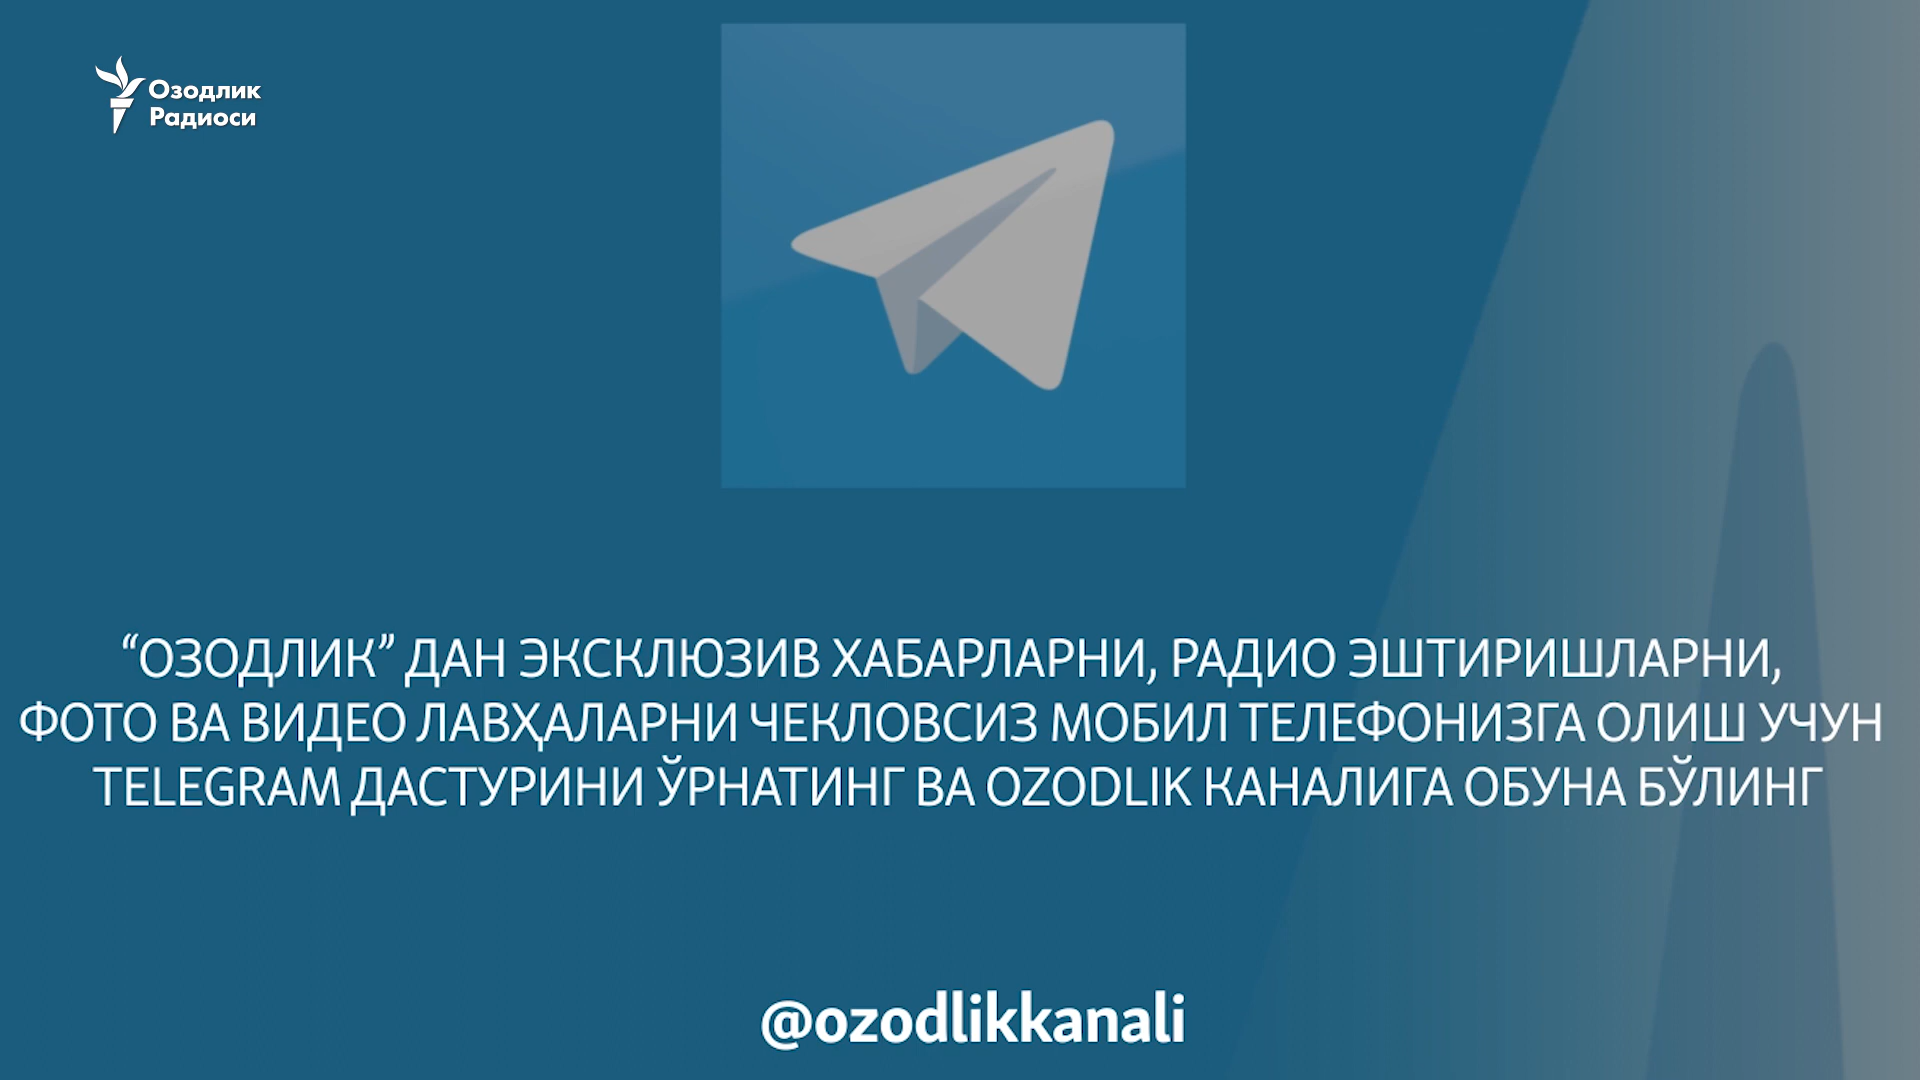 Озодлик
Радиоси
“ОЗОДЛИК” ДАН ЭКСКЛЮЗИВ ХАБАРЛАРНИ, РАДИО ЭШТИРИШЛАРНИ,
ФОТО ВА ВИДЕО ЛАВҲАЛАРНИ ЧЕКЛОВСИЗ МОБИЛ ТЕЛЕФОНИЗГА ОЛИШ УЧУН
TELEGRAM ДАСТУРИНИ ЎРНАТИНГ ВА OZODLIK КАНАЛИГА ОБУНА БЎЛИНГ
@ozodlikkanali